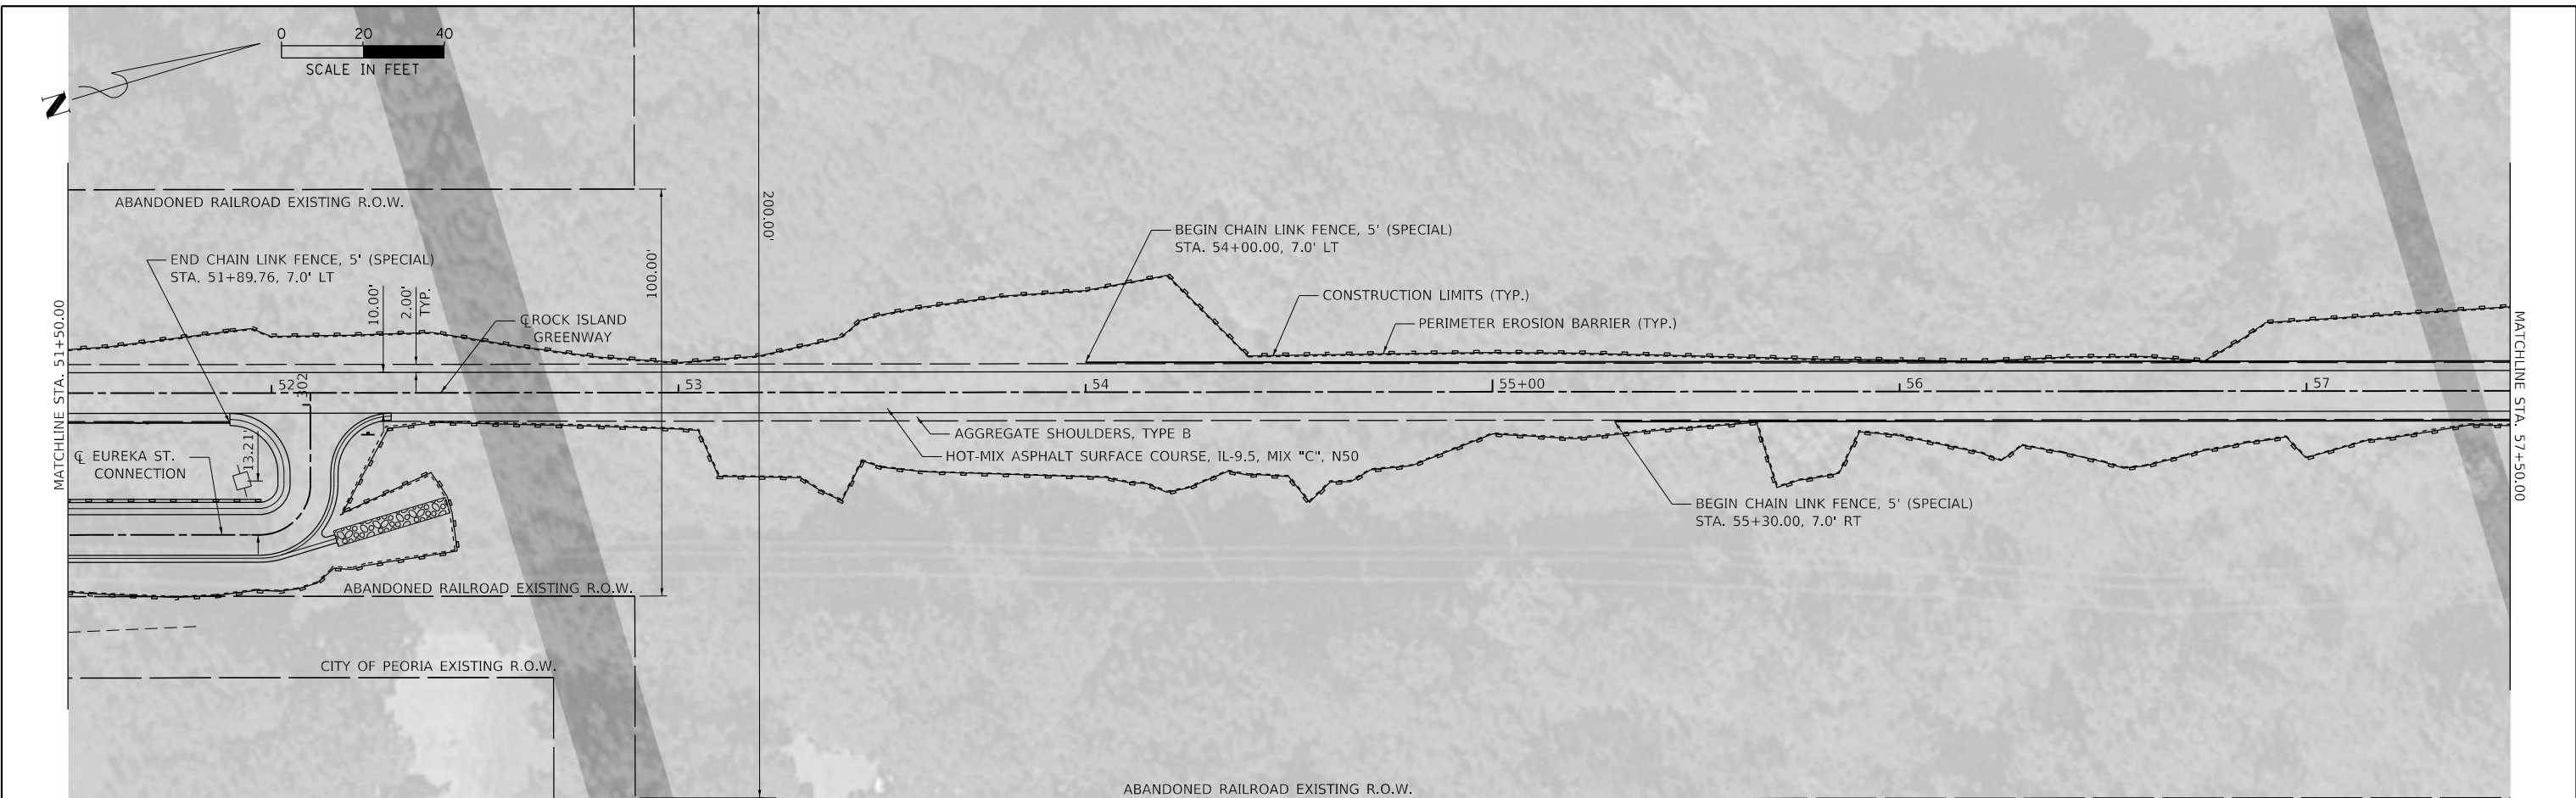 0 20 40
SCALE IN FEET
N
ABANDONED RAILROAD EXISTING R.O.W.
200.00'
100.00'
BEGIN CHAIN LINK FENCE, 5' (SPECIAL)
STA. 54+00.00, 7.0' LT
END CHAIN LINK FENCE, 5' (SPECIAL)
STA. 51+89.76, 7.0' LT
10.00'
2.00'
TYP.
CONSTRUCTION LIMITS (TYP.)
℄ ROCK ISLAND
GREENWAY
PERIMETER EROSION BARRIER (TYP.)
MATCHLINE STA. 51+50.00
MATCHLINE STA. 57+50.00
52 53 54 55+00 56 57
302
AGGREGATE SHOULDERS, TYPE B
HOT-MIX ASPHALT SURFACE COURSE, IL-9.5, MIX "C", N50
℄ EUREKA ST.
CONNECTION
13.21'
BEGIN CHAIN LINK FENCE, 5' (SPECIAL)
STA. 55+30.00, 7.0' RT
ABANDONED RAILROAD EXISTING R.O.W.
CITY OF PEORIA EXISTING R.O.W.
ABANDONED RAILROAD EXISTING R.O.W.